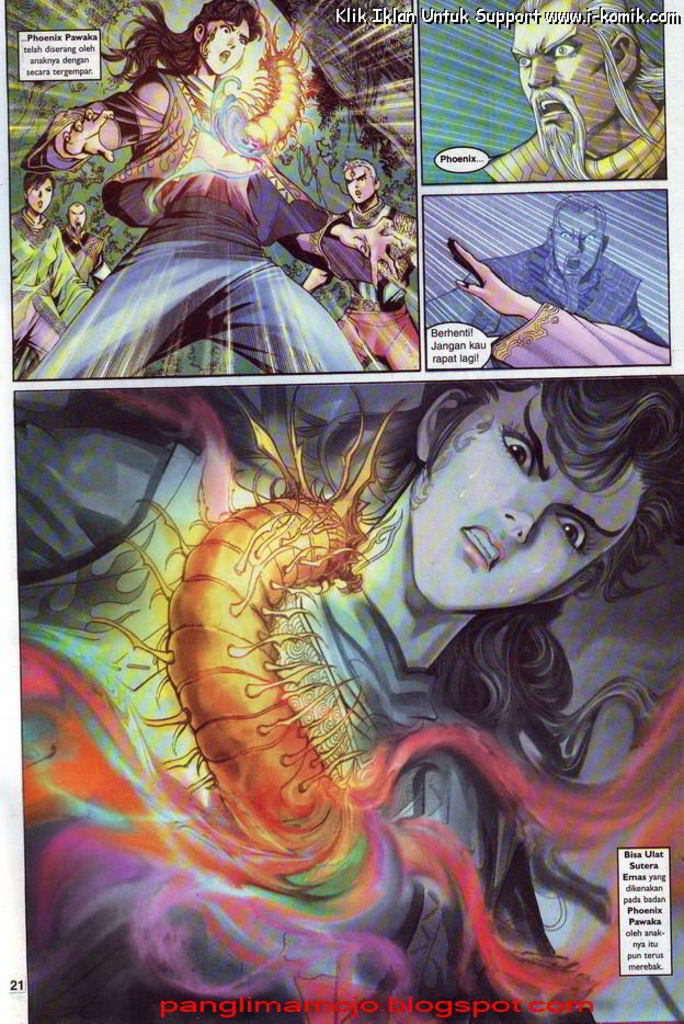 Klik Iklan Untuk Support www.i-komik.com
...Phoenix Pawaka
telah diserang oleh
anaknya dengan
secara tergempar.
Phoenix...
Berhenti!
Jangan kau
rapat lagi!
Bisa Ulat
Sutera
Emas yang
dikenakan
pada badan
Phoenix
Pawaka
oleh anak-
nya itu
pun terus
merebak.
21
panglimamojo.blogspot.com